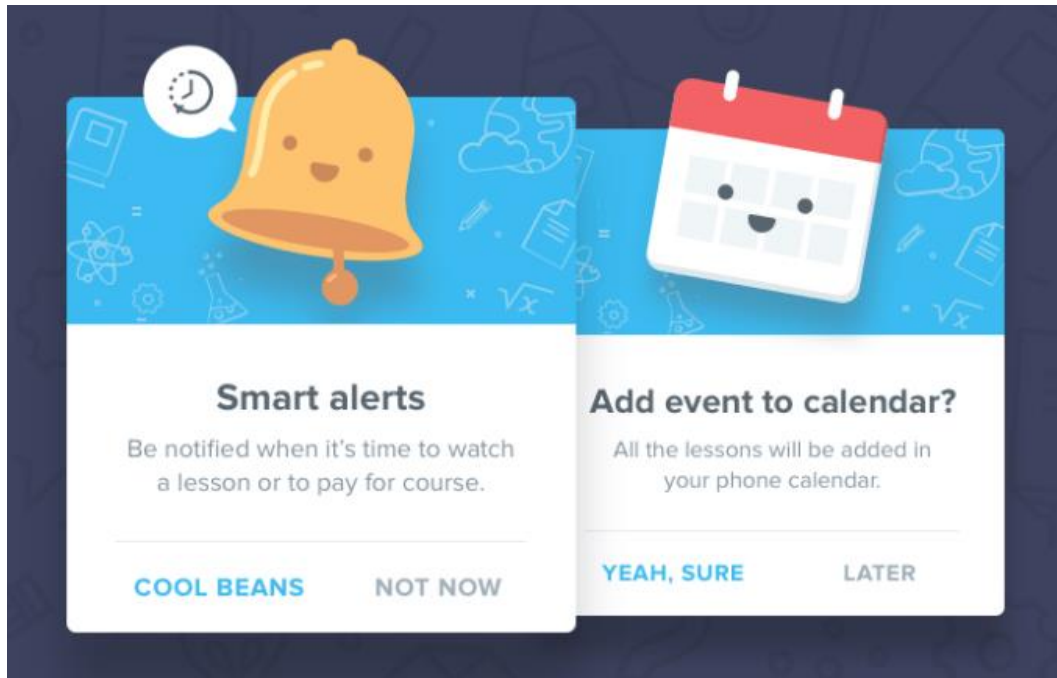 Smart alerts
Be notified when it's time to watch
a lesson or to pay for course.
COOL BEANS
NOT NOW
Add event to calendar?
All the lessons will be added in
your phone calendar.
YEAH, SURE
LATER